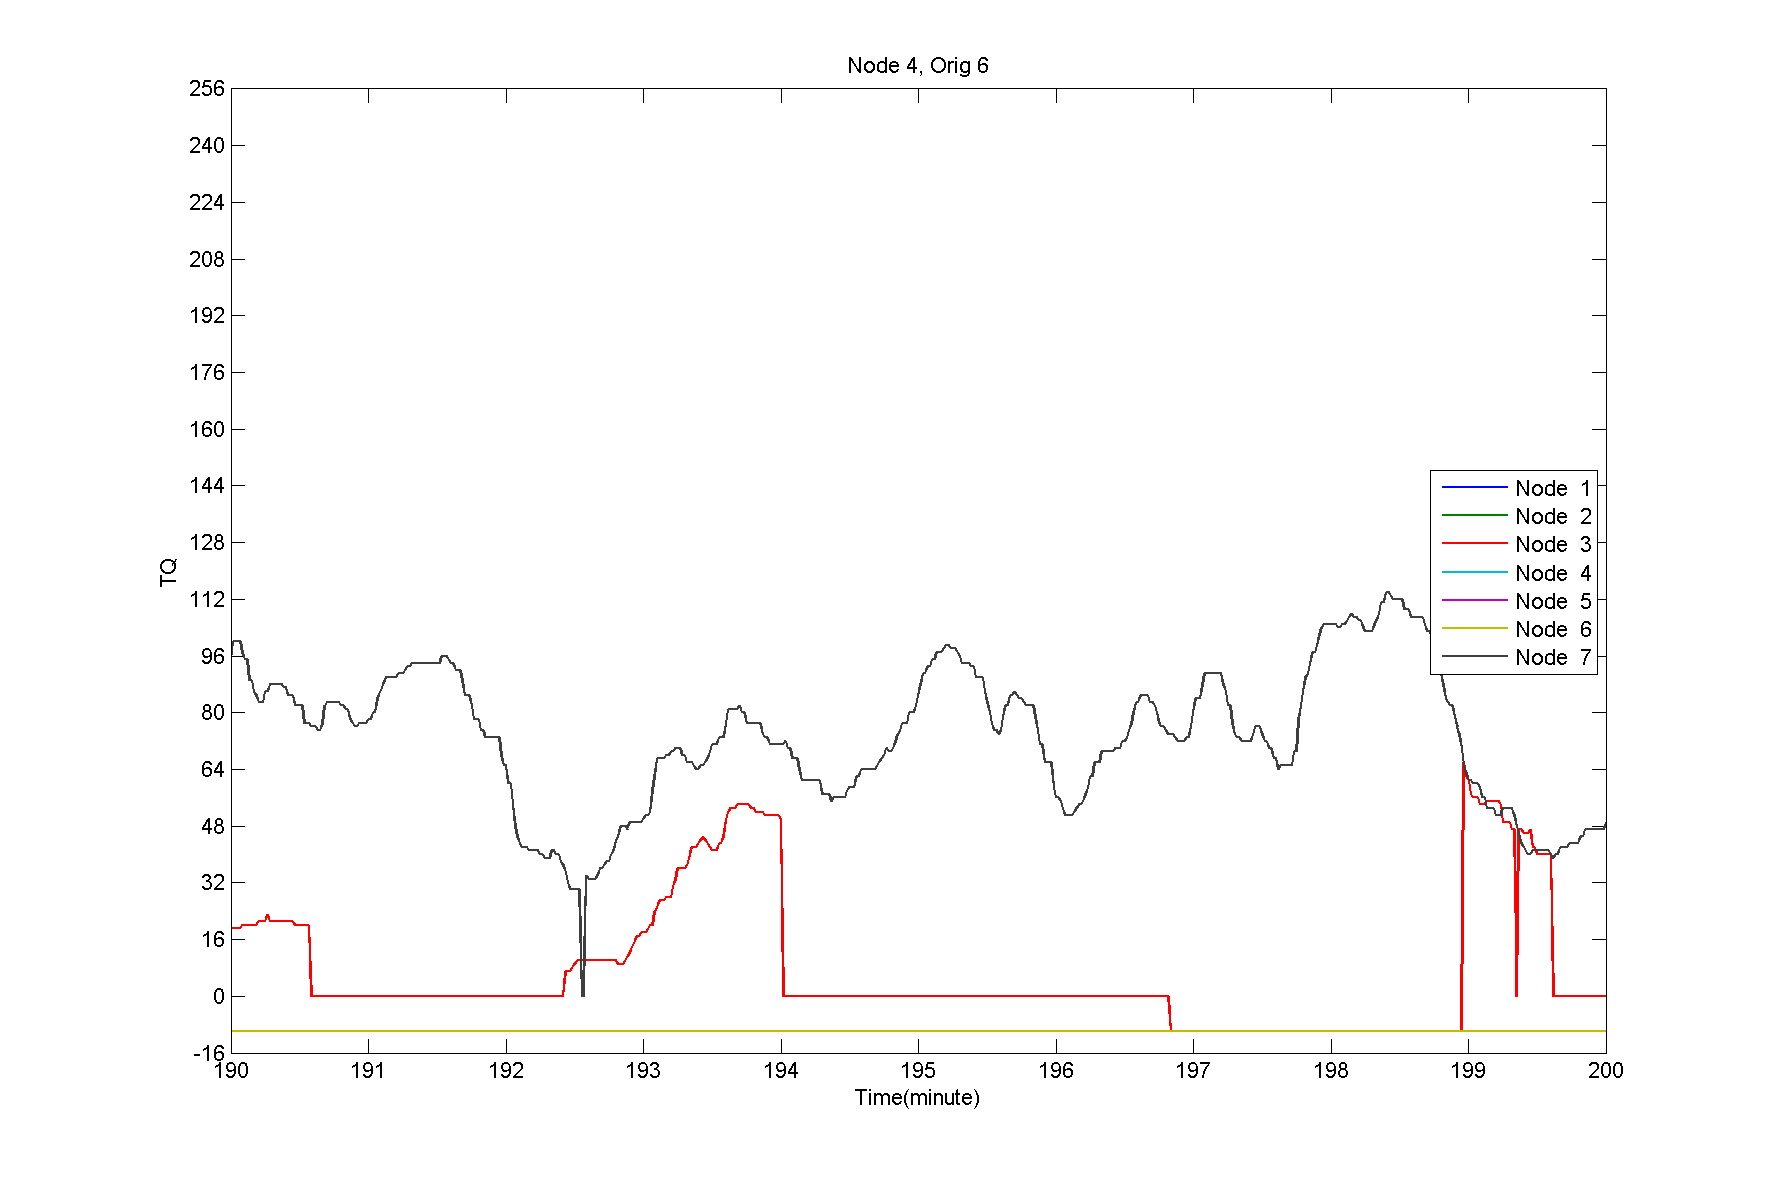 Node 4, Orig 6
256
240
224
208
192
176
160
144
128
112
96
80
64
48
32
16
0
-16
TQ
Node 1
Node 2
Node 3
Node 4
Node 5
Node 6
Node 7
190 191 192 193 194 195 196 197 198 199 200
Time(minute)